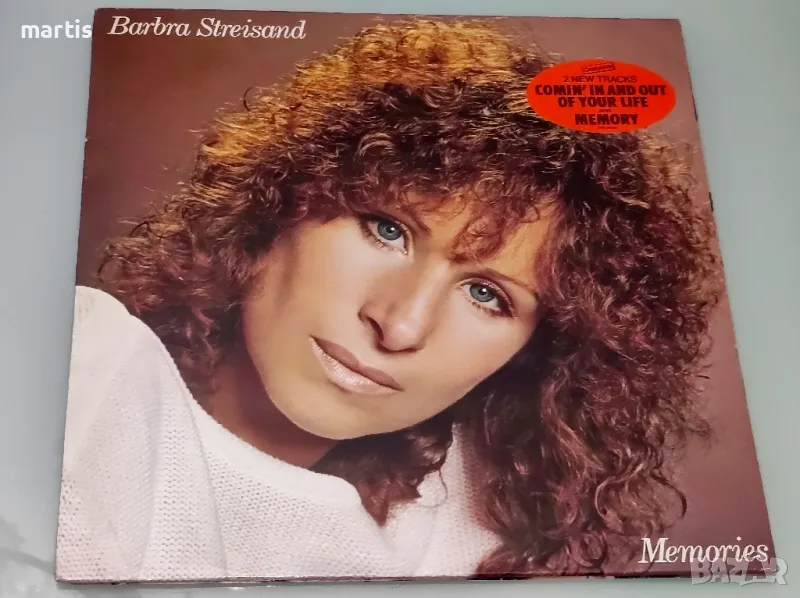 martis
Barbra Streisand
2 NEW TRACKS
COMIN' IN AND OUT
OF YOUR LIFE
MEMORY
Memories
BAZAR